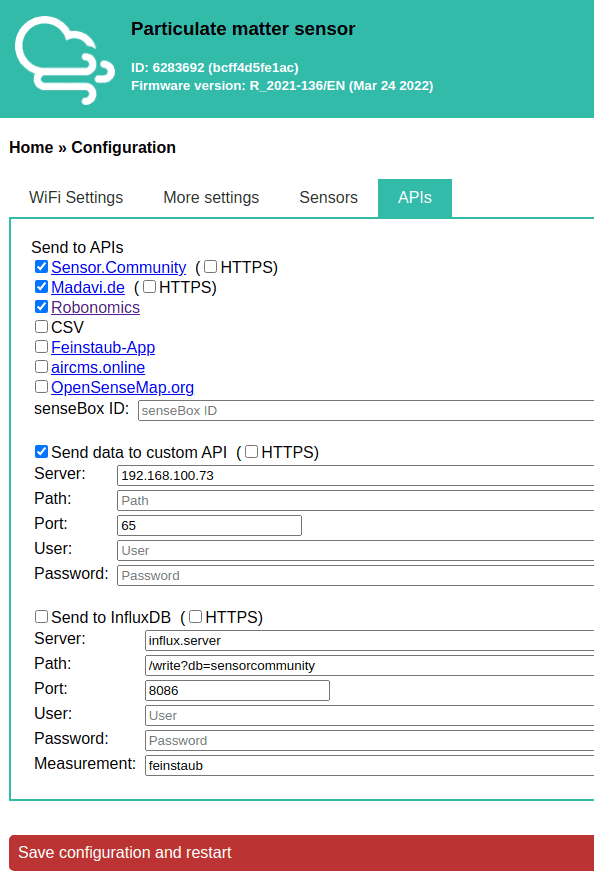 Particulate matter sensor
ID: 6283692 (bcff4d5fe1ac)
Firmware version: R_2021-136/EN (Mar 24 2022)
Home » Configuration
WiFi Settings More settings Sensors APIs
Send to APIs
Sensor.Community ( HTTPS)
Madavi.de ( HTTPS)
Robonomics
CSV
Feinstaub-App
aircms.online
OpenSenseMap.org
senseBox ID: senseBox ID
Send data to custom API ( HTTPS)
Server: 192.168.100.73
Path: Path
Port: 65
User: User
Password: Password
Send to InfluxDB ( HTTPS)
Server: influx.server
Path: /write?db=sensorcommunity
Port: 8086
User: User
Password: Password
Measurement: feinstaub
Save configuration and restart